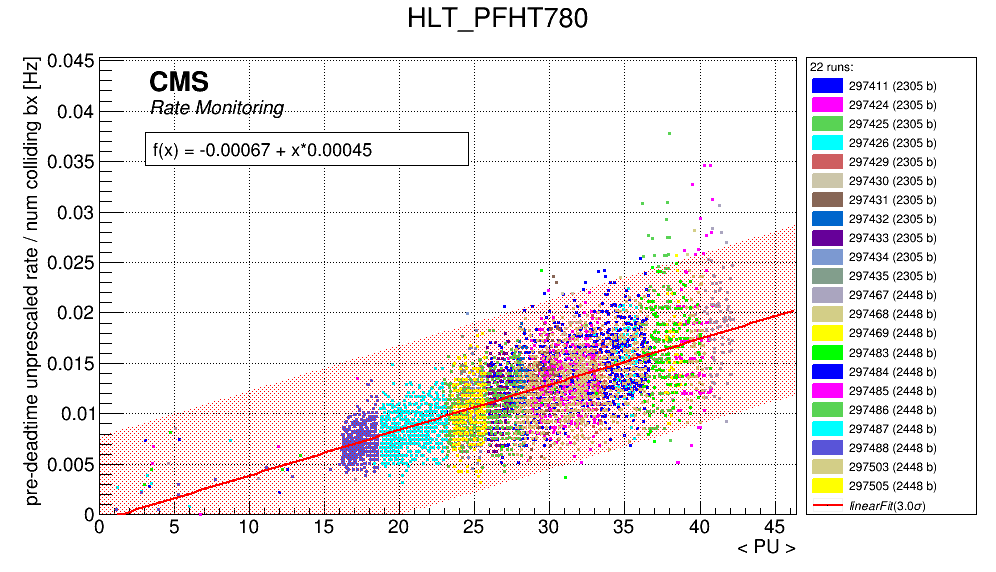 HLT_PFHT780
pre-deadtime unprescaled rate / num colliding bx [Hz]
0.045
0.04
0.035
0.03
0.025
0.02
0.015
0.01
0.005
0
CMS
Rate Monitoring
f(x) = -0.00067 + x*0.00045
0 5 10 15 20 25 30 35 40 45
< PU >
22 runs:
297411 (2305 b)
297424 (2305 b)
297425 (2305 b)
297426 (2305 b)
297429 (2305 b)
297430 (2305 b)
297431 (2305 b)
297432 (2305 b)
297433 (2305 b)
297434 (2305 b)
297435 (2305 b)
297467 (2448 b)
297468 (2448 b)
297469 (2448 b)
297483 (2448 b)
297484 (2448 b)
297485 (2448 b)
297486 (2448 b)
297487 (2448 b)
297488 (2448 b)
297503 (2448 b)
297505 (2448 b)
linearFit(3.0σ)